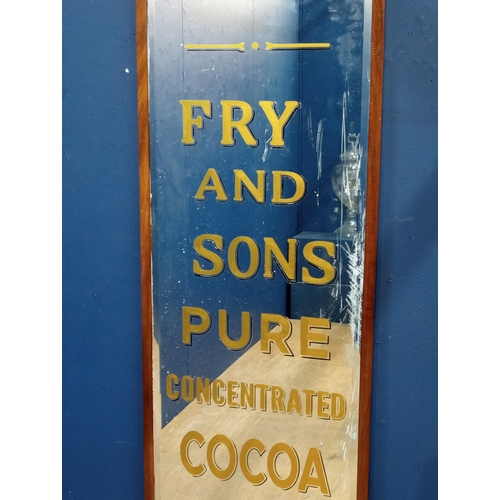 FRY
AND
SONS
PURE
CONCENTRATED
COCOA